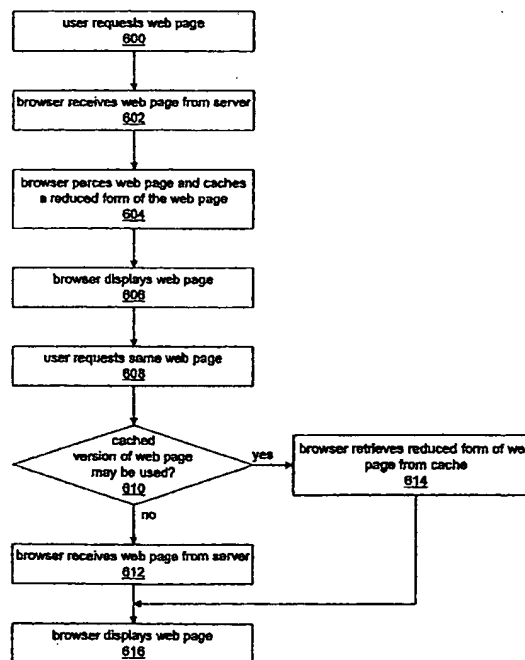 user requests web page
600
browser receives web page from server
602
browser parces web page and caches
a reduced form of the web page
604
browser displays web page
606
user requests same web page
608
cached
version of web page
may be used?
610
yes
browser retrieves reduced form of we
page from cache
614
no
browser receives web page from server
612
browser displays web page
616